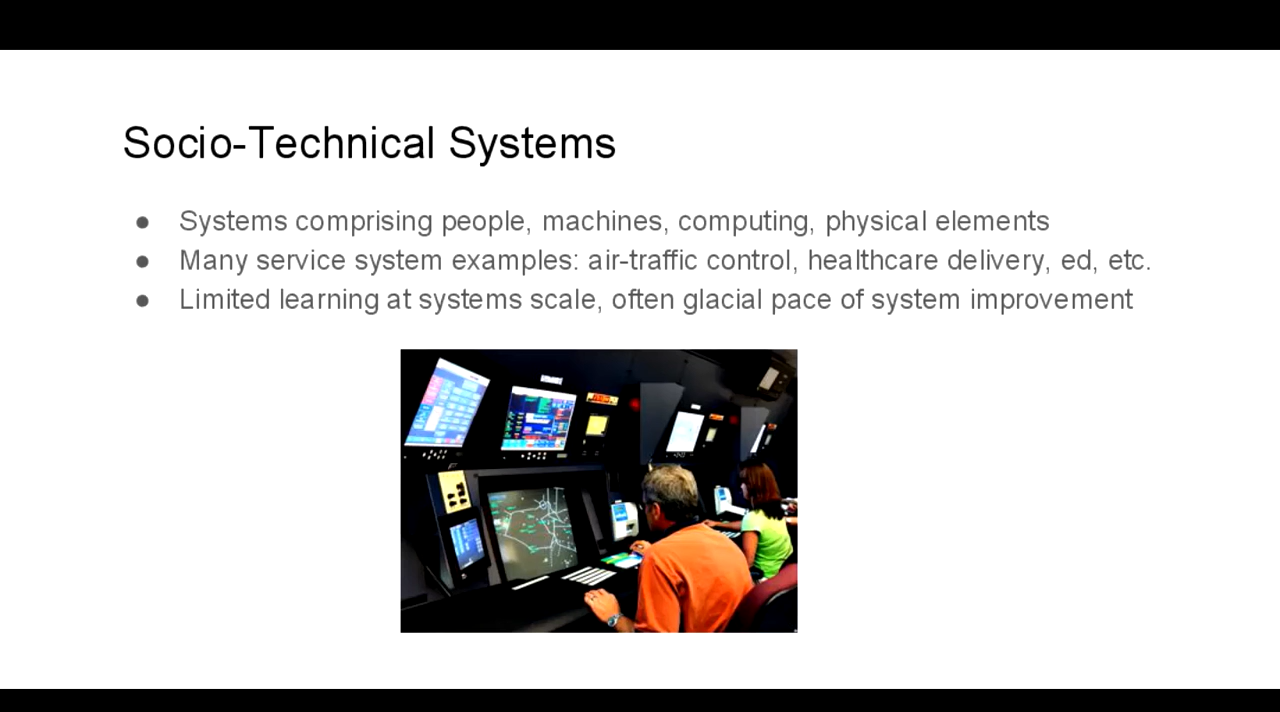 Socio-Technical Systems
● Systems comprising people, machines, computing, physical elements
● Many service system examples: air-traffic control, healthcare delivery, ed, etc.
● Limited learning at systems scale, often glacial pace of system improvement